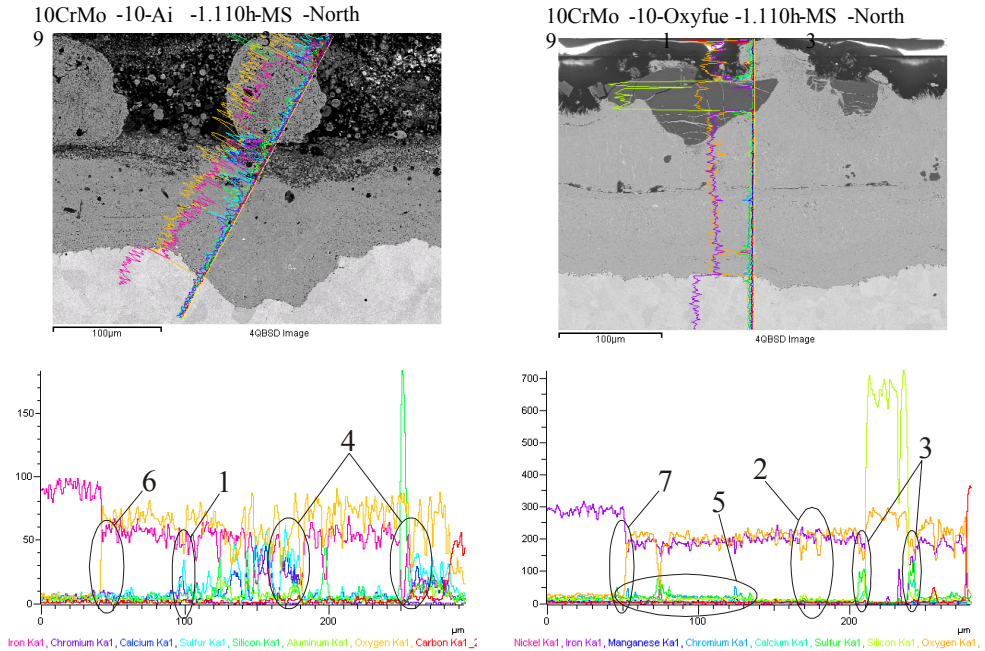 10CrMo -10-Ai -1.110h-MS -North
9 3
100µm 4QBSD Image
10CrMo -10-Oxyfue -1.110h-MS -North
9 1 3
100µm 4QBSD Image
150
100
50
0
6 1 4
100 200 µm
Iron Ka1, Chromium Ka1, Calcium Ka1, Sulfur Ka1, Silicon Ka1, Aluminum Ka1, Oxygen Ka1, Carbon Ka1_2
700
600
500
400
300
200
100
0
7 5 2 3
100 200 µm
Nickel Ka1, Iron Ka1, Manganese Ka1, Chromium Ka1, Calcium Ka1, Sulfur Ka1, Silicon Ka1, Oxygen Ka1,